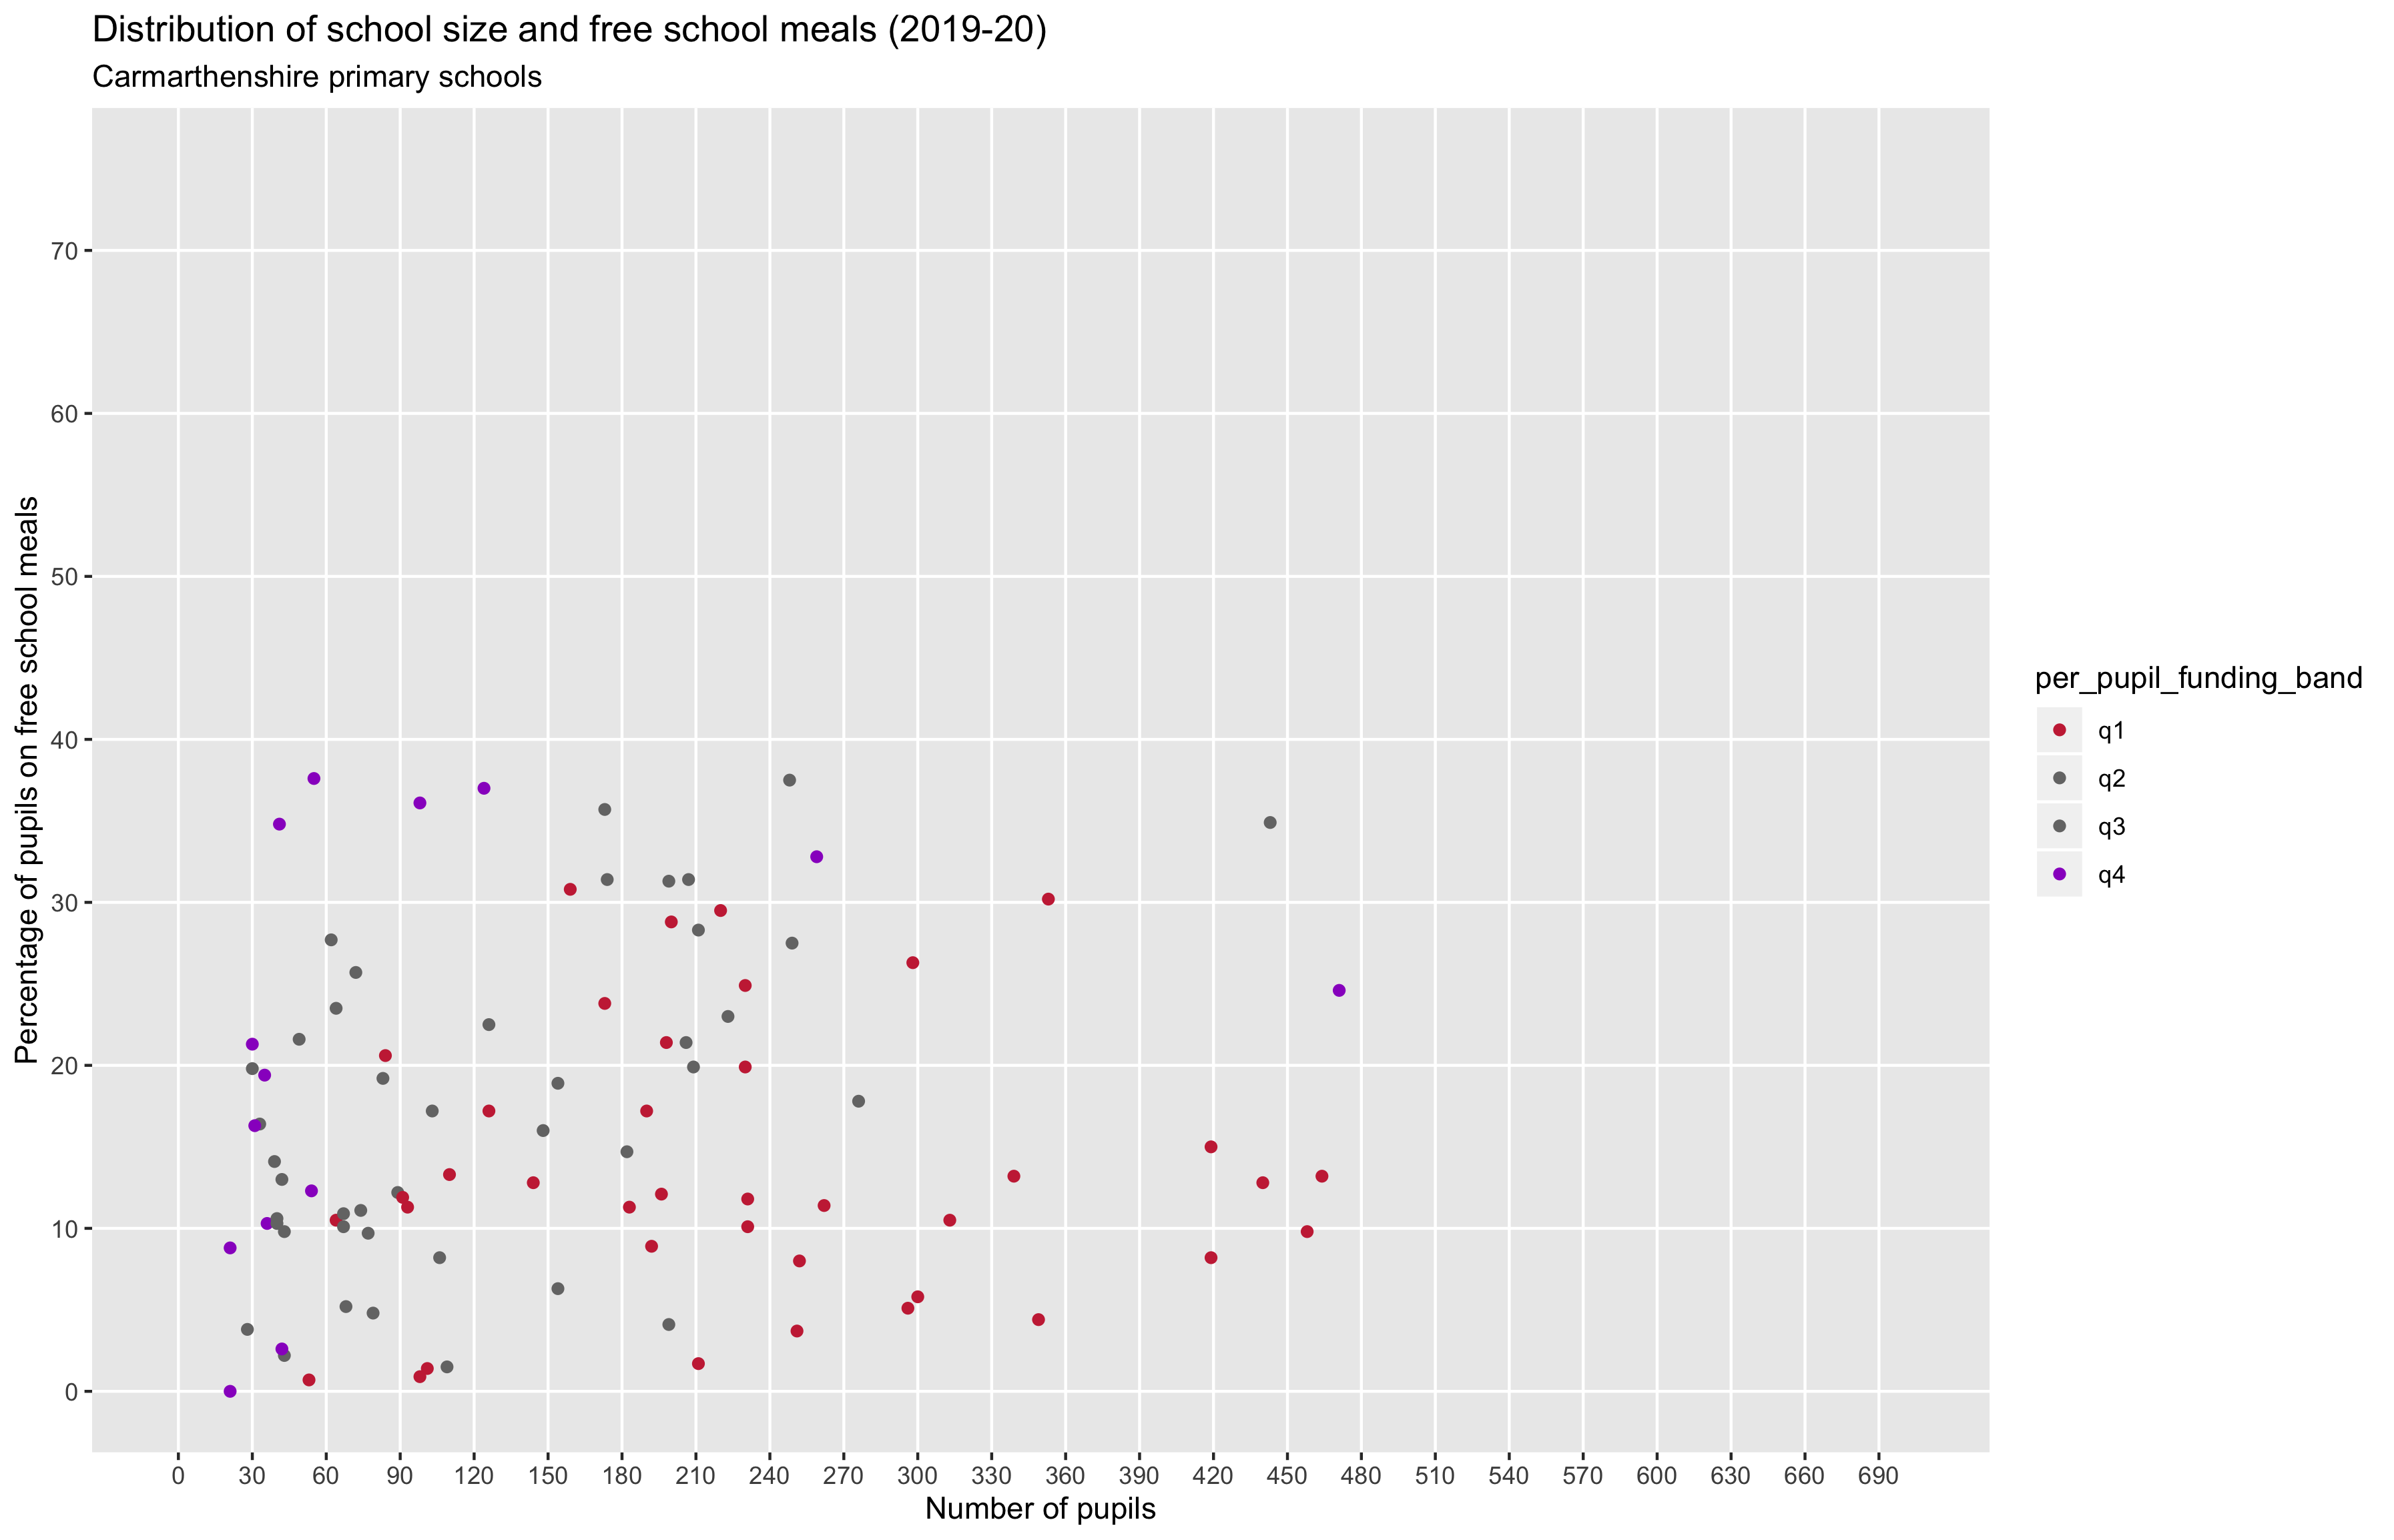 Distribution of school size and free school meals (2019-20)
Carmarthenshire primary schools
Percentage of pupils on free school meals
70
60
50
40
30
20
10
0
0 30 60 90 120 150 180 210 240 270 300 330 360 390 420 450 480 510 540 570 600 630 660 690
Number of pupils
per_pupil_funding_band
q1
q2
q3
q4